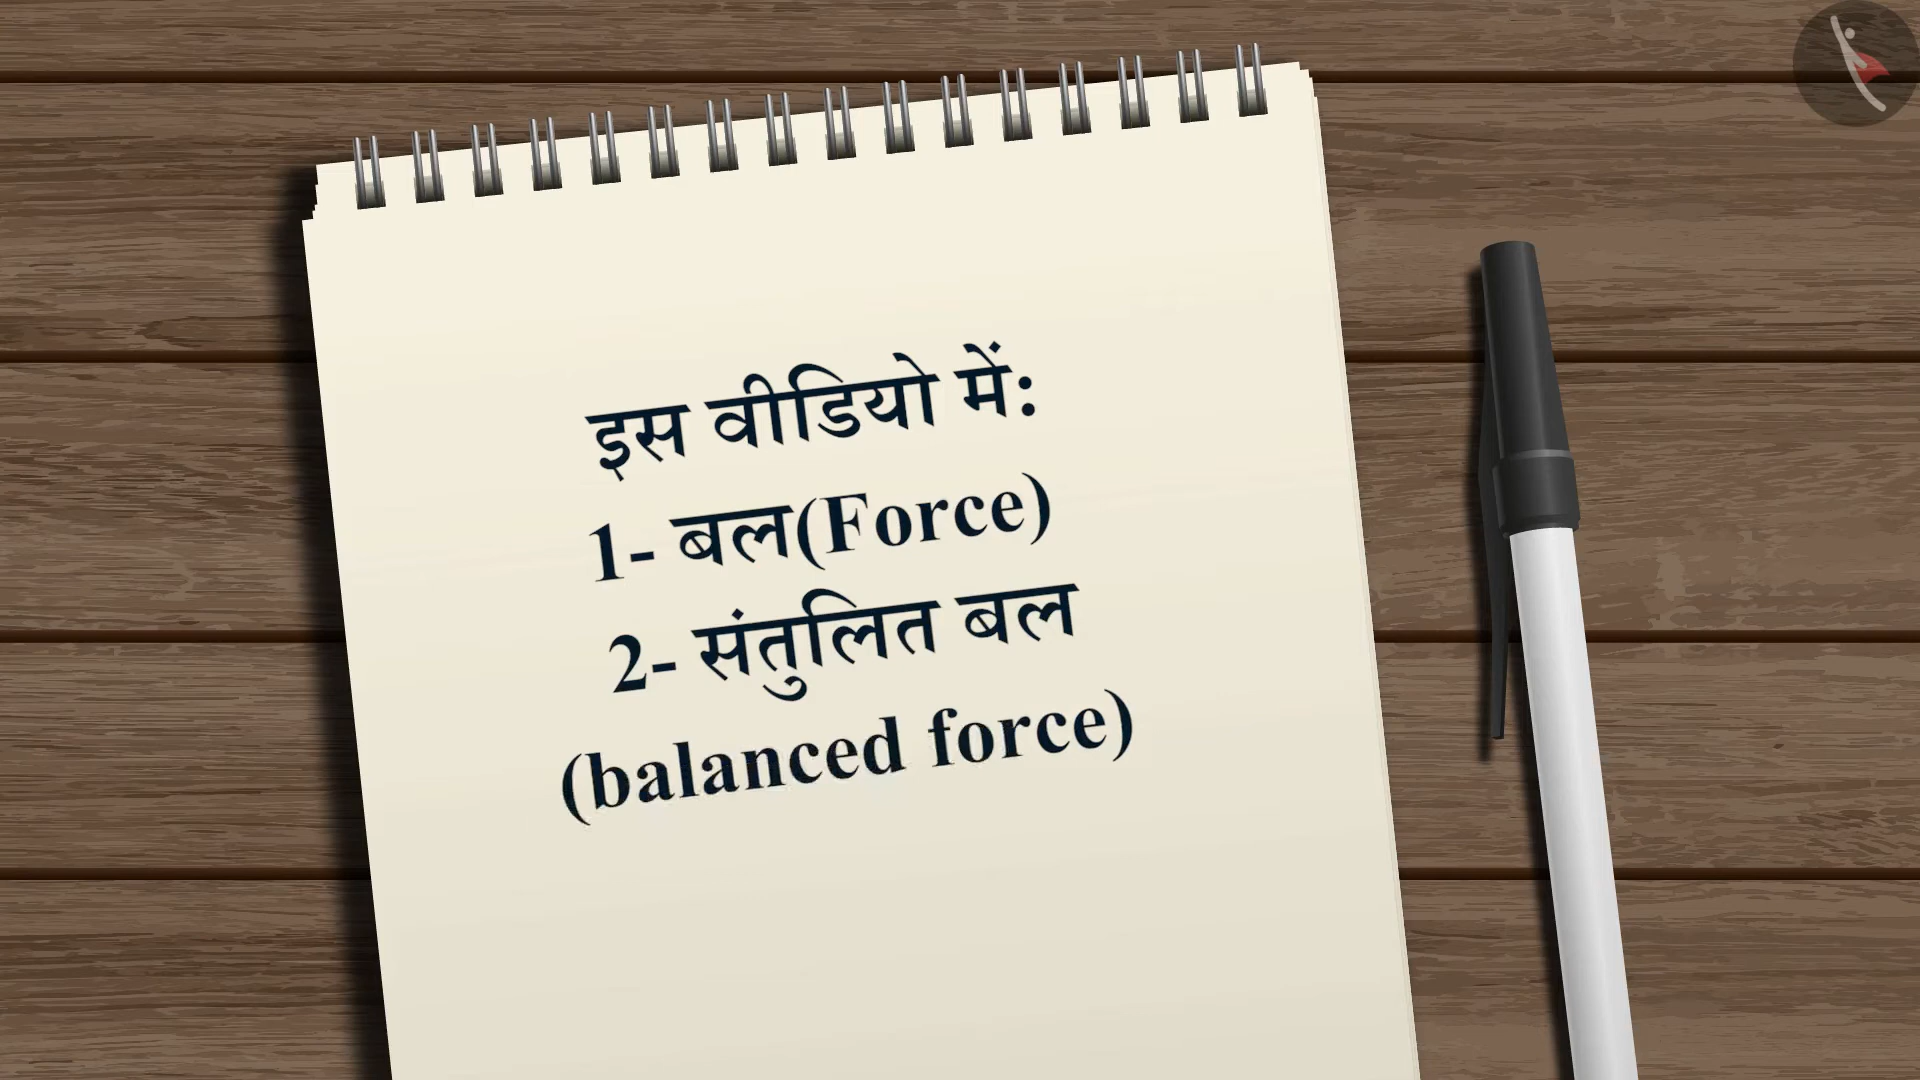 इस वीडियो में:
1- बल(Force)
2- संतुलित बल
(balanced force)